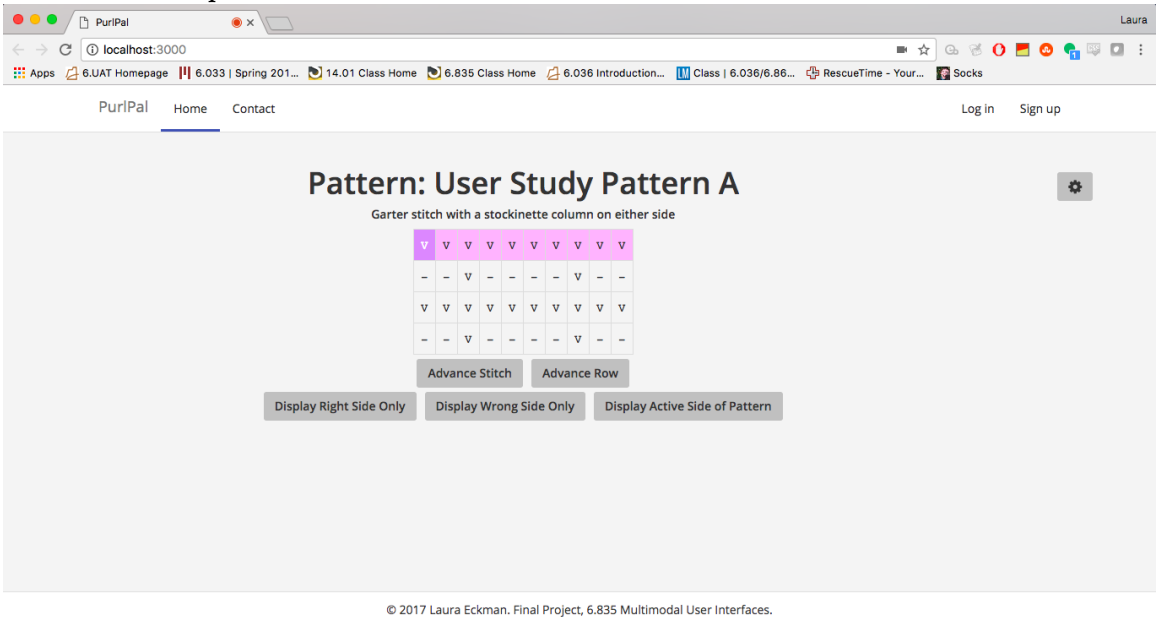 PurlPal
Laura
localhost:3000
Apps 6.UAT Homepage 6.033 | Spring 201... 14.01 Class Home 6.835 Class Home 6.036 Introduction... Class | 6.036/6.86... RescueTime - Your... Socks
PurlPal Home Contact Log in Sign up
Pattern: User Study Pattern A
Garter stitch with a stockinette column on either side
V V V V V V V V V V
– – V – – – – V – –
V V V V V V V V V V
– – V – – – – V – –
Advance Stitch Advance Row
Display Right Side Only Display Wrong Side Only Display Active Side of Pattern
© 2017 Laura Eckman. Final Project, 6.835 Multimodal User Interfaces.